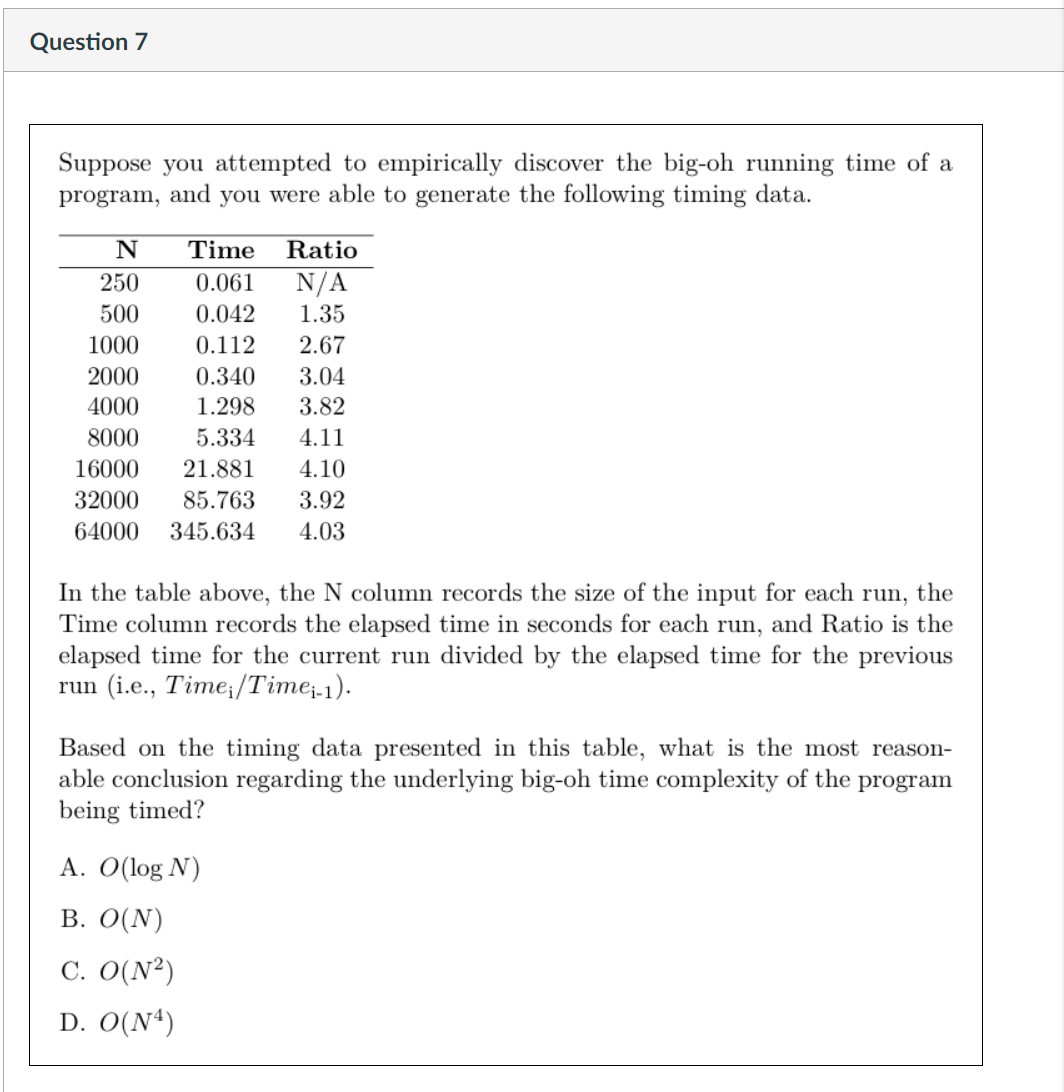 Question 7
Suppose you attempted to empirically discover the big-oh running time of a
program, and you were able to generate the following timing data.
N Time Ratio
250 0.061 N/A
500 0.042 1.35
1000 0.112 2.67
2000 0.340 3.04
4000 1.298 3.82
8000 5.334 4.11
16000 21.881 4.10
32000 85.763 3.92
64000 345.634 4.03
In the table above, the N column records the size of the input for each run, the
Time column records the elapsed time in seconds for each run, and Ratio is the
elapsed time for the current run divided by the elapsed time for the previous
run (i.e., Timeᵢ/Timeᵢ₋₁).
Based on the timing data presented in this table, what is the most reason-
able conclusion regarding the underlying big-oh time complexity of the program
being timed?
A. O(log N)
B. O(N)
C. O(N²)
D. O(N⁴)